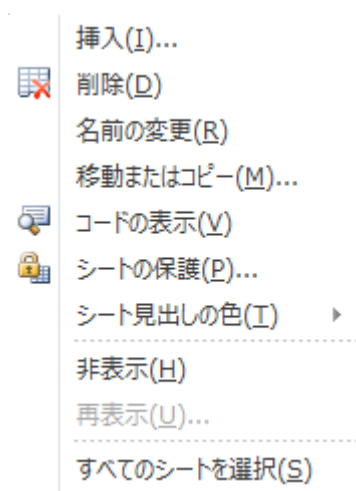 挿入(I)...
削除(D)
名前の変更(R)
移動またはコピー(M)...
コードの表示(V)
シートの保護(P)...
シート見出しの色(T)
非表示(H)
再表示(U)...
すべてのシートを選択(S)